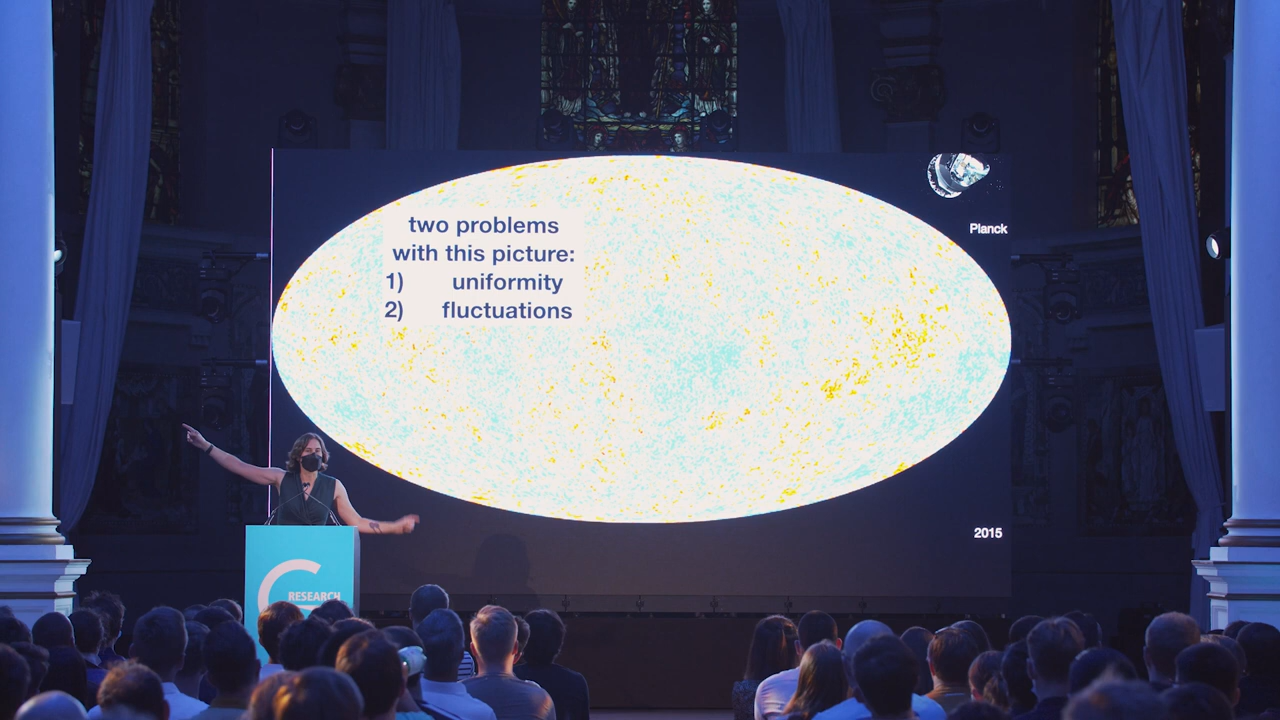 two problems
with this picture:
1) uniformity
2) fluctuations
Planck
2015
RESEARCH